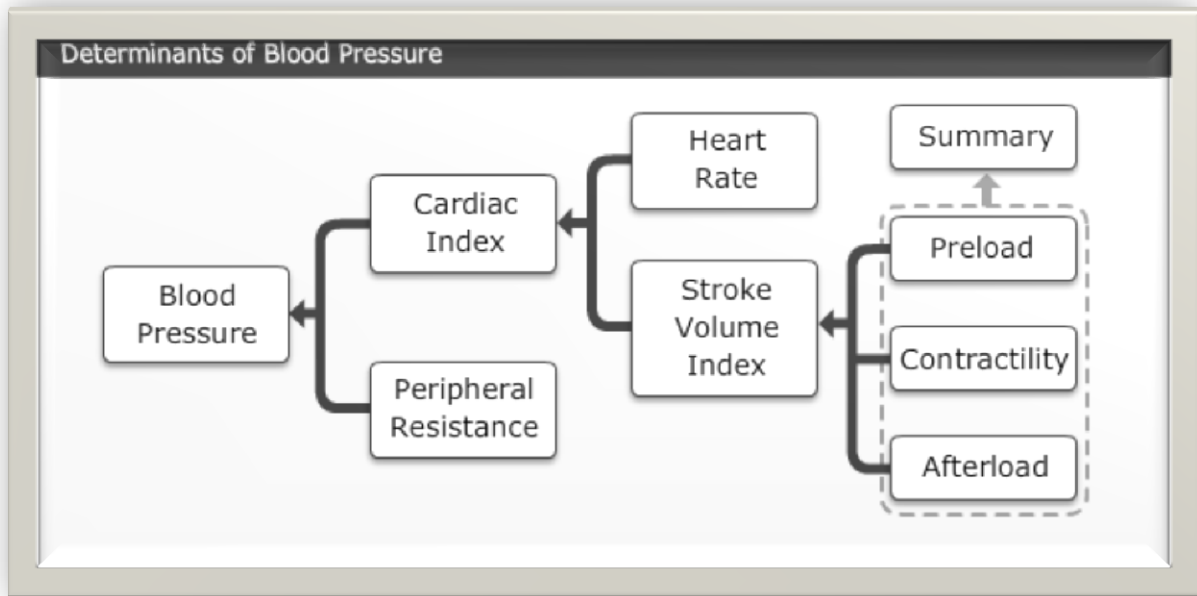 Determinants of Blood Pressure
Heart
Rate
Summary
Cardiac
Index
Preload
Blood
Pressure
Stroke
Volume
Index
Contractility
Peripheral
Resistance
Afterload